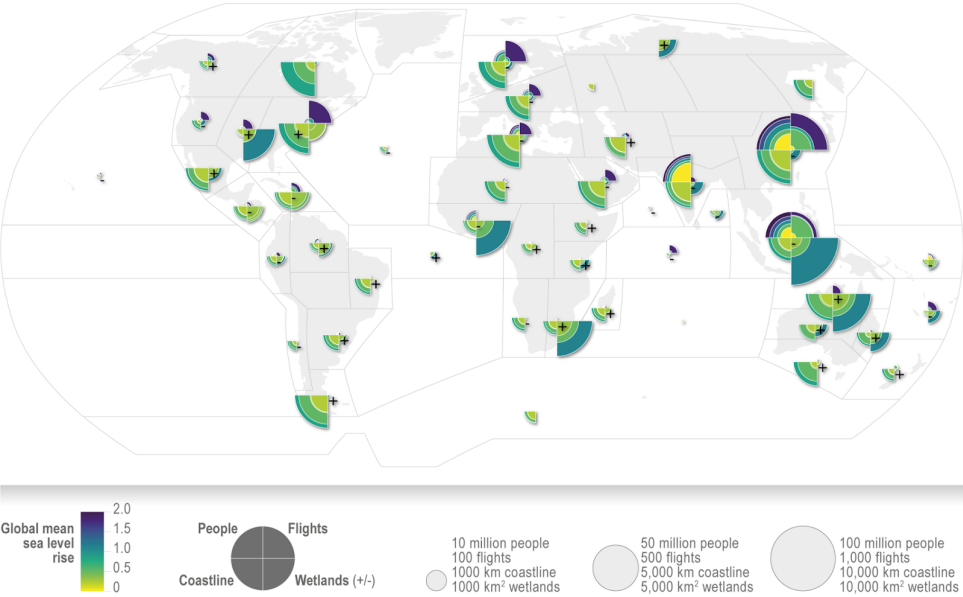 Global mean
sea level
rise
2.0
1.5
1.0
0.5
0
People
Flights
Coastline
Wetlands (+/-)
10 million people
100 flights
1000 km coastline
1000 km² wetlands
50 million people
500 flights
5,000 km coastline
5,000 km² wetlands
100 million people
1,000 flights
10,000 km coastline
10,000 km² wetlands